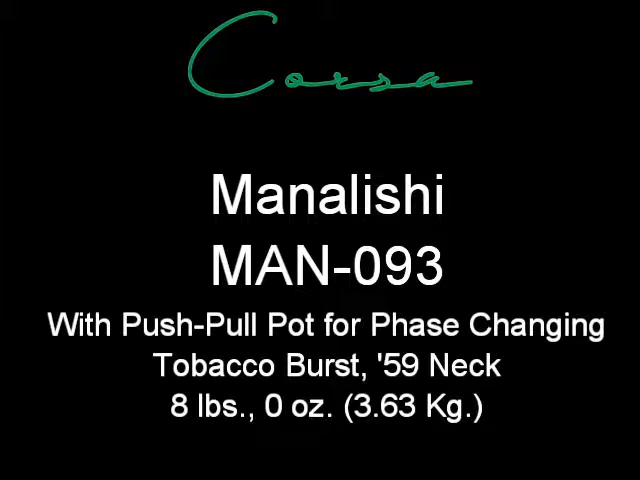 Corsa
Manalishi
MAN-093
With Push-Pull Pot for Phase Changing
Tobacco Burst, '59 Neck
8 lbs., 0 oz. (3.63 Kg.)